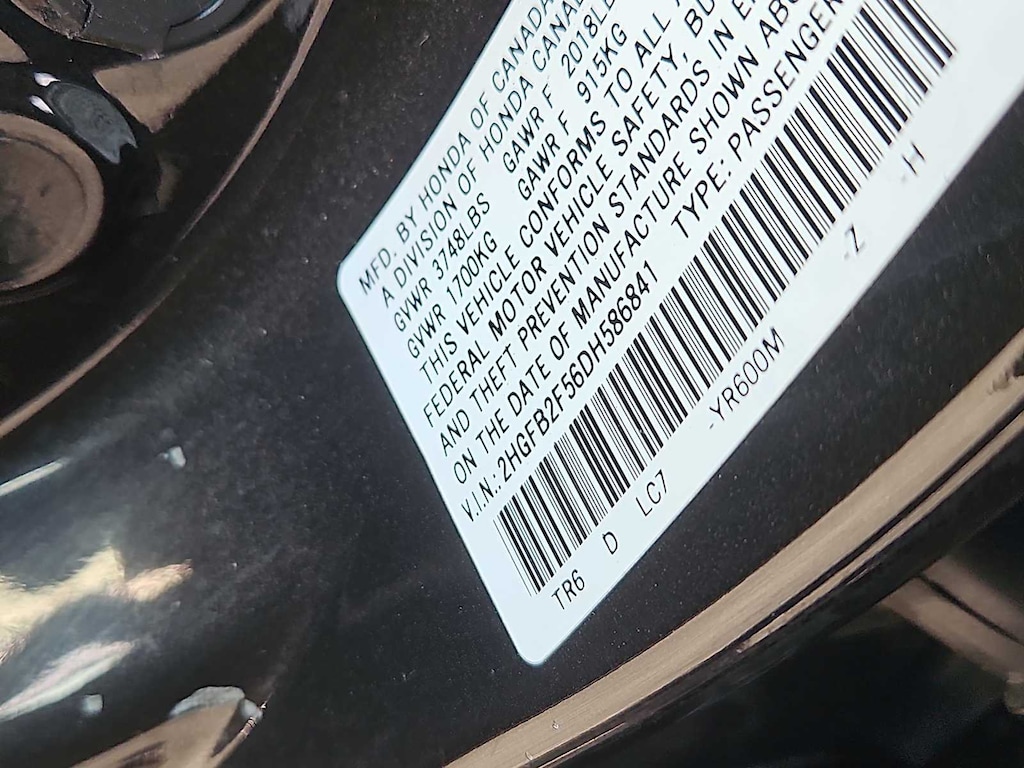 MFD. BY HONDA OF CANADA
A DIVISION OF HONDA CANAD
GVWR 3748LBS GAWR F 2018LB
GVWR 1700KG GAWR F 915KG
THIS VEHICLE CONFORMS TO ALL
FEDERAL MOTOR VEHICLE SAFETY, BU
AND THEFT PREVENTION STANDARDS IN E
ON THE DATE OF MANUFACTURE SHOWN ABO
V.I.N.: 2HGFB2F56DH586841 TYPE: PASSENGER
TR6 D LC7 -YR600M -Z -H